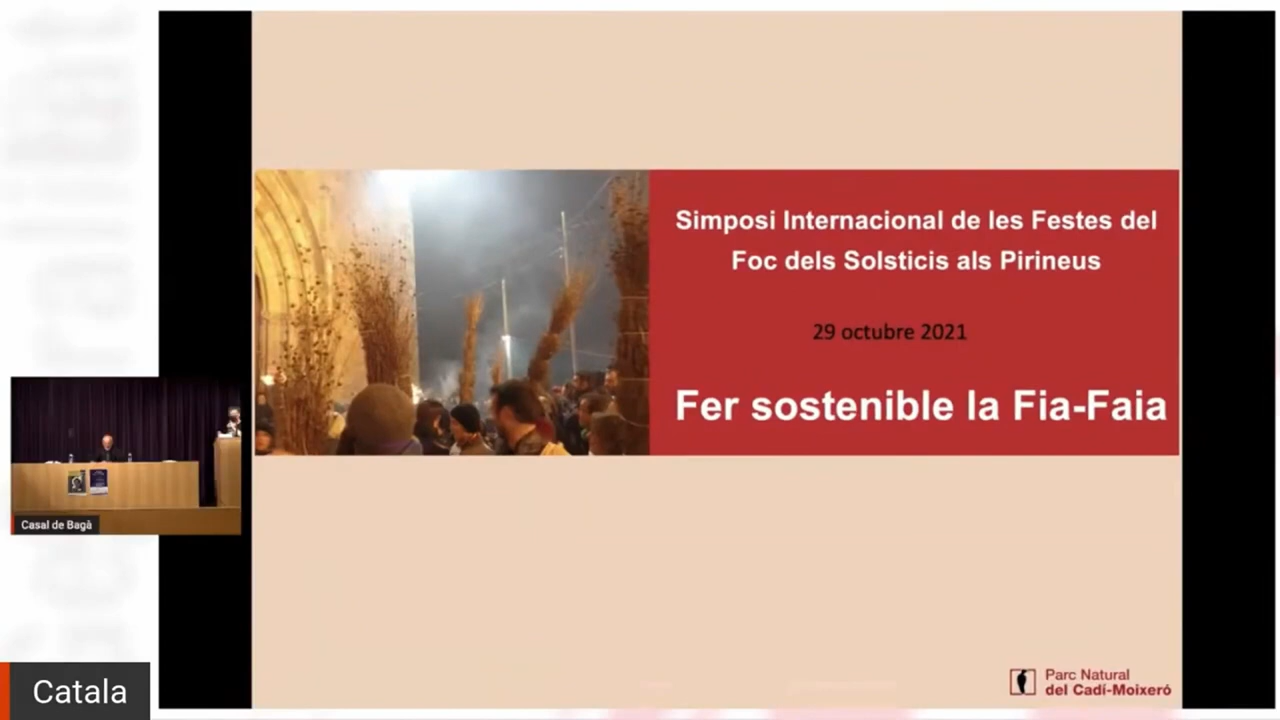 Simposi Internacional de les Festes del
Foc dels Solsticis als Pirineus
29 octubre 2021
Fer sostenible la Fia-Faia
Casal de Bagà
Catala
Parc Natural
del Cadí-Moixeró